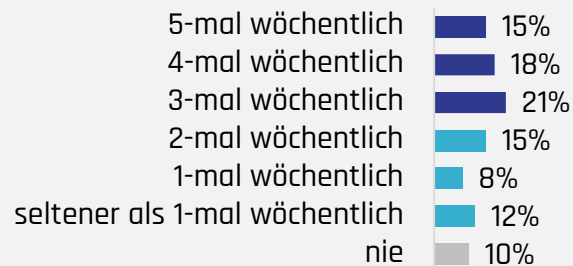 5-mal wöchentlich 15%
4-mal wöchentlich 18%
3-mal wöchentlich 21%
2-mal wöchentlich 15%
1-mal wöchentlich 8%
seltener als 1-mal wöchentlich 12%
nie 10%